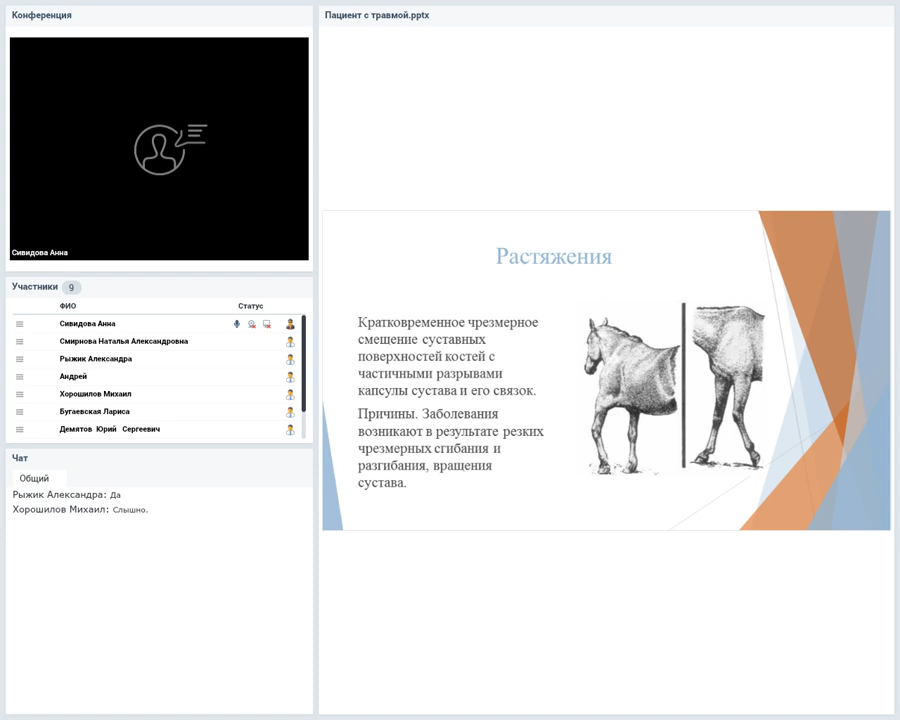 Конференция
Сивидова Анна
Участники 9
ФИО Статус
Сивидова Анна
Смирнова Наталья Александровна
Рыжик Александра
Андрей
Хорошилов Михаил
Бугаевская Лариса
Демятов Юрий Сергеевич
Чат
Общий
Рыжик Александра: Да
Хорошилов Михаил: Слышно.
Пациент с травмой.pptx
Растяжения
Кратковременное чрезмерное
смещение суставных
поверхностей костей с
частичными разрывами
капсулы сустава и его связок.
Причины. Заболевания
возникают в результате резких
чрезмерных сгибания и
разгибания, вращения
сустава.